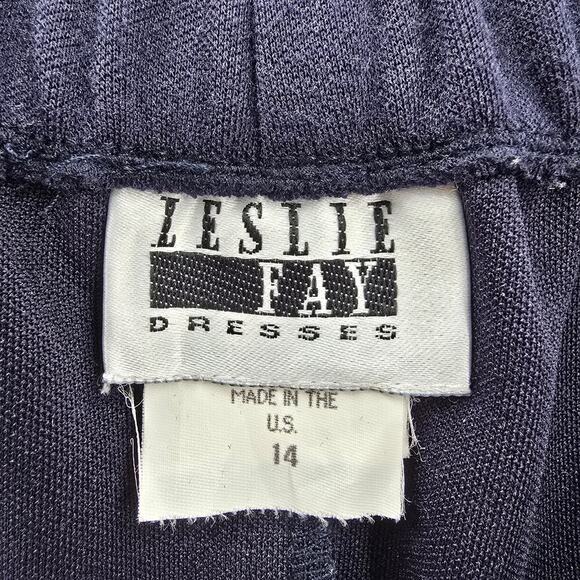 LESLIE
FAY
DRESSES
MADE IN THE
U.S.
14